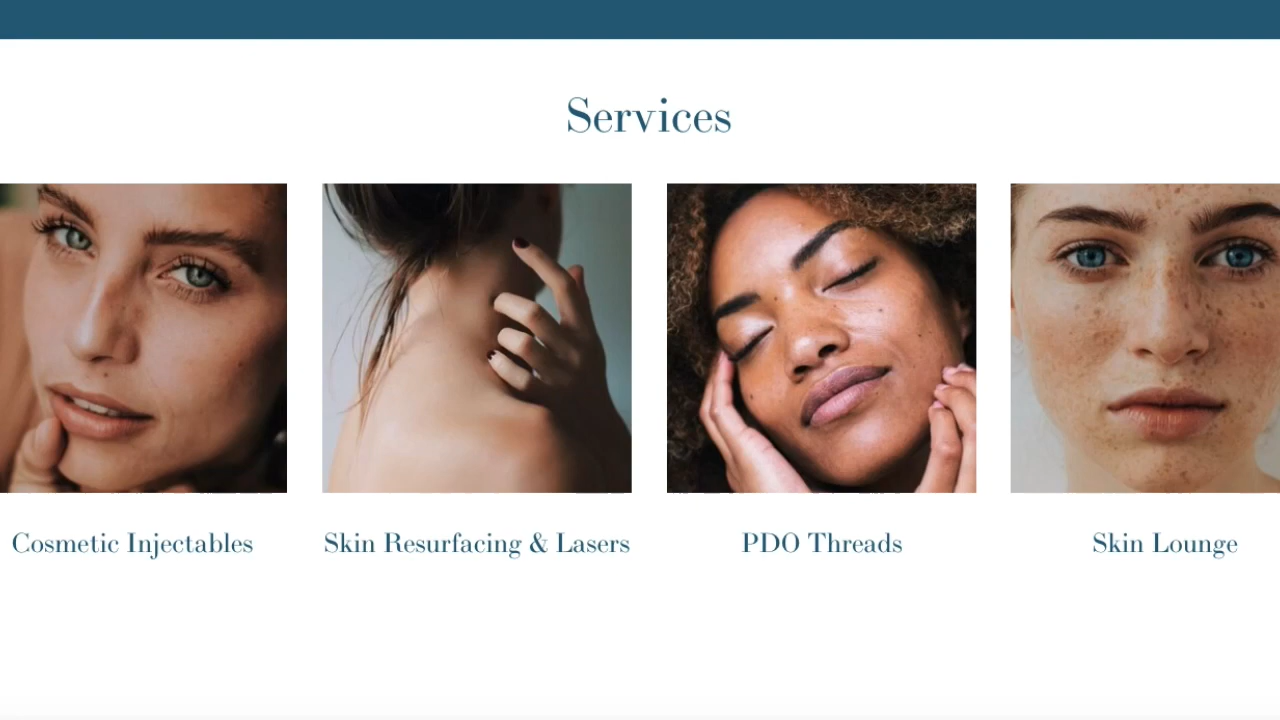 Services
Cosmetic Injectables
Skin Resurfacing & Lasers
PDO Threads
Skin Lounge